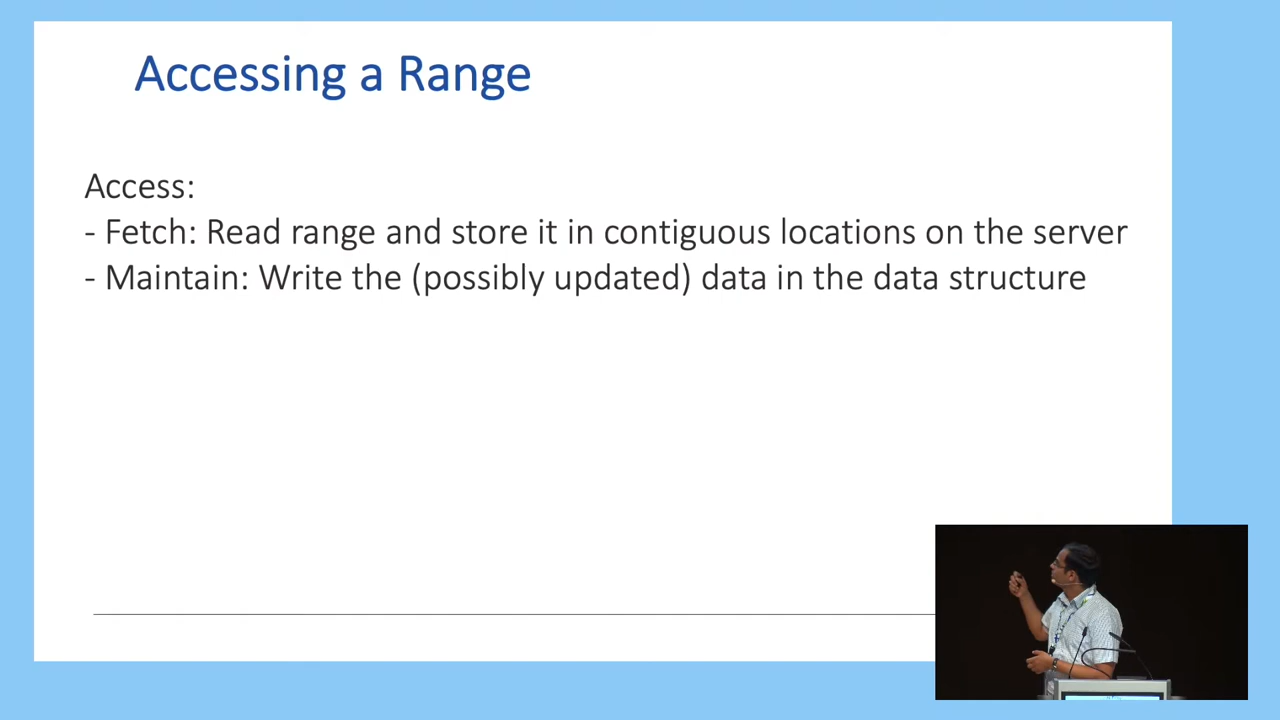 Accessing a Range
Access:
- Fetch: Read range and store it in contiguous locations on the server
- Maintain: Write the (possibly updated) data in the data structure